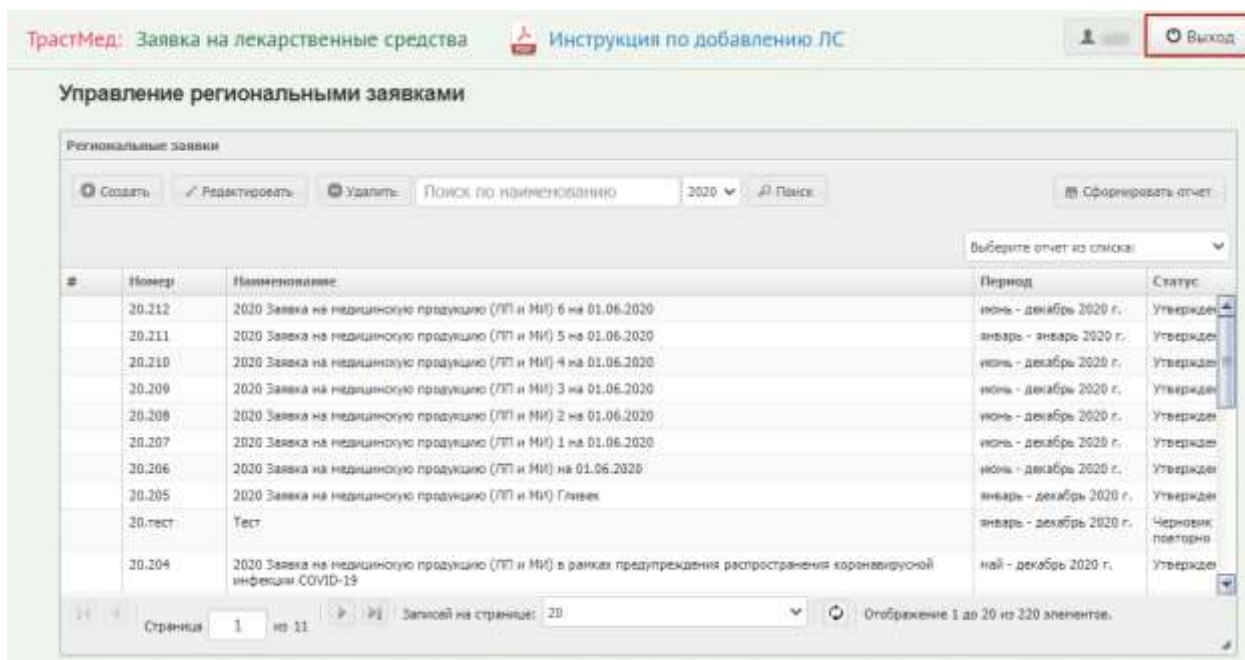 ТрастМед: Заявка на лекарственные средства
Инструкция по добавлению ЛС
Выход
Управление региональными заявками
Региональные заявки
Создать Редактировать Удалить Поиск по наименованию 2020 Поиск Сформировать отчет
Выберите отчет из списка:
# Номер Наименование Период Статус
20.212 2020 Заявка на медицинскую продукцию (ЛП и МИ) 6 на 01.06.2020 июнь - декабрь 2020 г. Утвержден
20.211 2020 Заявка на медицинскую продукцию (ЛП и МИ) 5 на 01.06.2020 январь - январь 2020 г. Утвержден
20.210 2020 Заявка на медицинскую продукцию (ЛП и МИ) 4 на 01.06.2020 июнь - декабрь 2020 г. Утвержден
20.209 2020 Заявка на медицинскую продукцию (ЛП и МИ) 3 на 01.06.2020 июнь - декабрь 2020 г. Утвержден
20.208 2020 Заявка на медицинскую продукцию (ЛП и МИ) 2 на 01.06.2020 июнь - декабрь 2020 г. Утвержден
20.207 2020 Заявка на медицинскую продукцию (ЛП и МИ) 1 на 01.06.2020 июнь - декабрь 2020 г. Утвержден
20.206 2020 Заявка на медицинскую продукцию (ЛП и МИ) на 01.06.2020 июнь - декабрь 2020 г. Утвержден
20.205 2020 Заявка на медицинскую продукцию (ЛП и МИ) Гливек январь - декабрь 2020 г. Утвержден
20.тест Тест январь - декабрь 2020 г. Черновик
повторно
20.204 2020 Заявка на медицинскую продукцию (ЛП и МИ) в рамках предупреждения распространения коронавирусной май - декабрь 2020 г. Утвержден
инфекции COVID-19
Страница 1 из 11 Записей на странице: 20 Отображение 1 до 20 из 220 элементов.